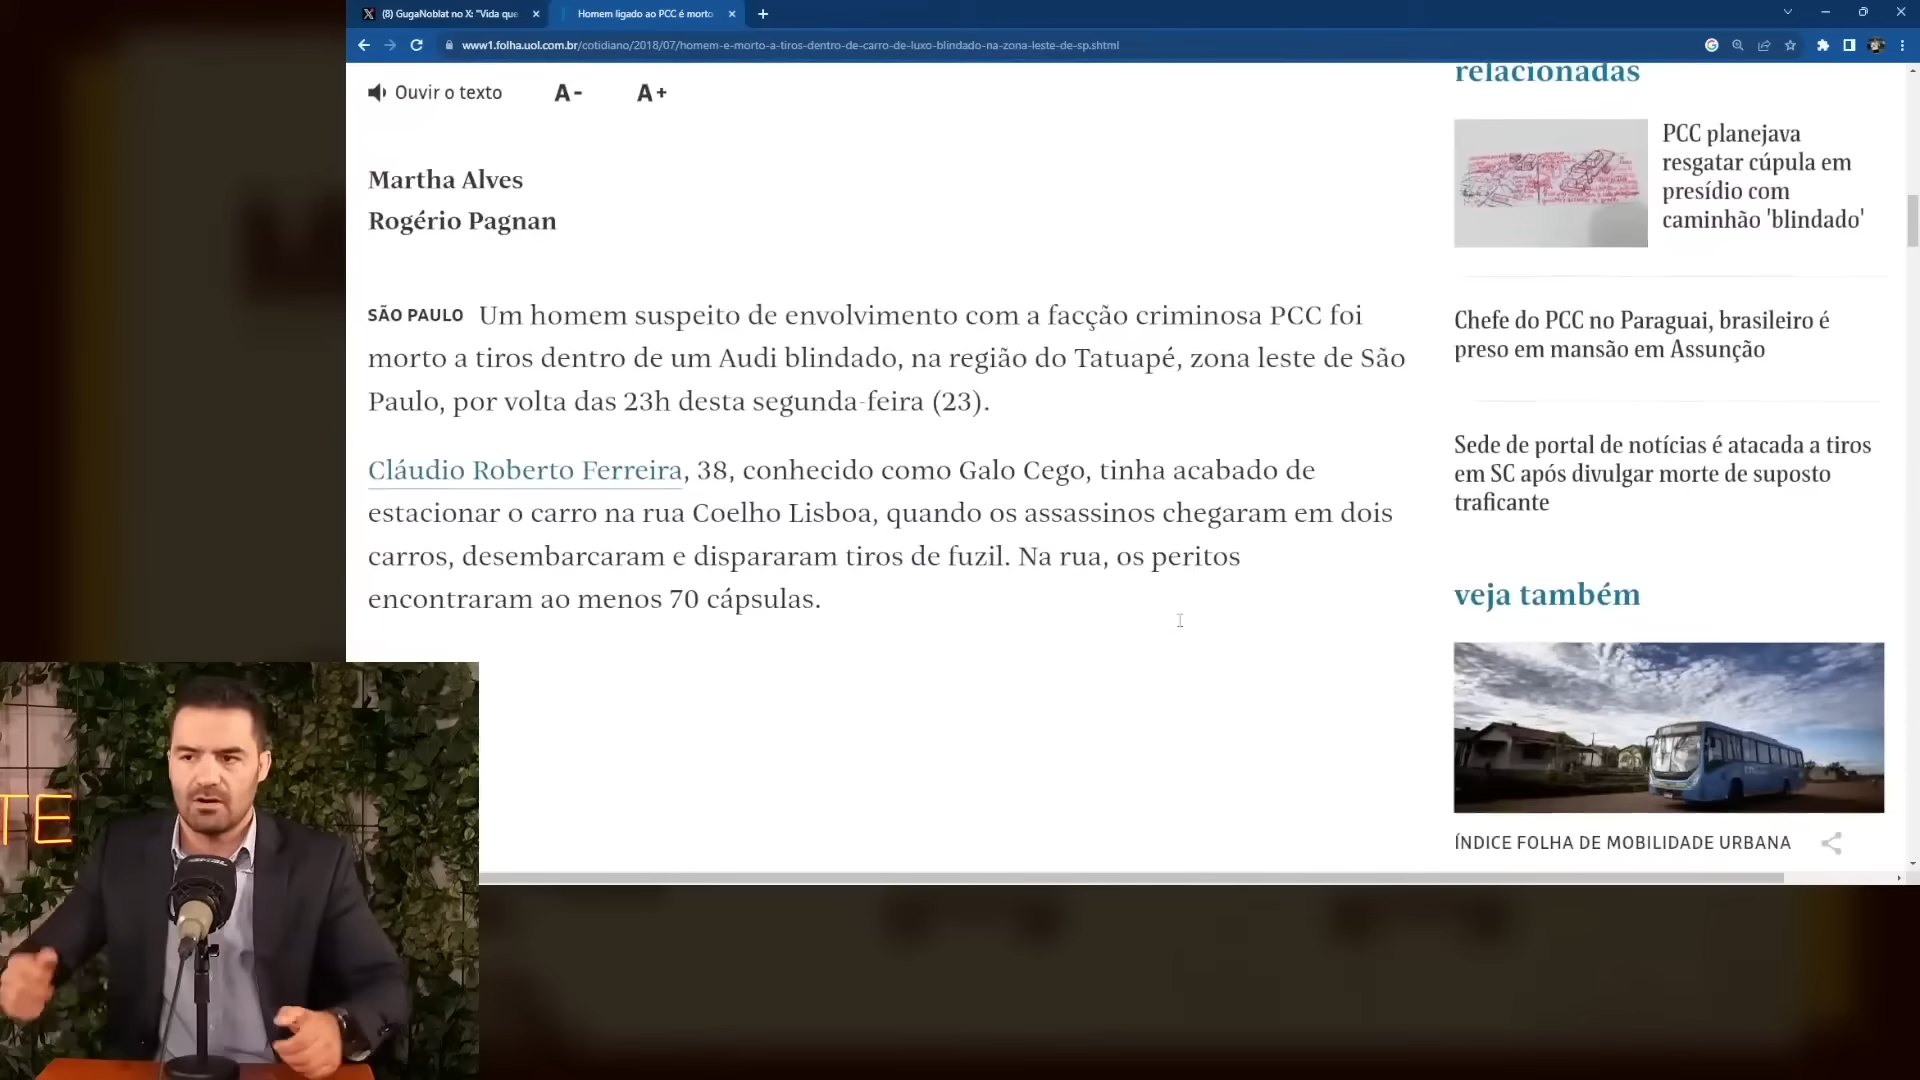 (8) GugaNoblat no X: "Vida que
Homem ligado ao PCC é morto
www1.folha.uol.com.br/cotidiano/2018/07/homem-e-morto-a-tiros-dentro-de-carro-de-luxo-blindado-na-zona-leste-de-sp.shtml
Ouvir o texto A- A+
Martha Alves
Rogério Pagnan
SÃO PAULO Um homem suspeito de envolvimento com a facção criminosa PCC foi
morto a tiros dentro de um Audi blindado, na região do Tatuapé, zona leste de São
Paulo, por volta das 23h desta segunda-feira (23).
Cláudio Roberto Ferreira, 38, conhecido como Galo Cego, tinha acabado de
estacionar o carro na rua Coelho Lisboa, quando os assassinos chegaram em dois
carros, desembarcaram e dispararam tiros de fuzil. Na rua, os peritos
encontraram ao menos 70 cápsulas.
relacionadas
PCC planejava
resgatar cúpula em
presídio com
caminhão 'blindado'
Chefe do PCC no Paraguai, brasileiro é
preso em mansão em Assunção
Sede de portal de notícias é atacada a tiros
em SC após divulgar morte de suposto
traficante
veja também
ÍNDICE FOLHA DE MOBILIDADE URBANA
TE